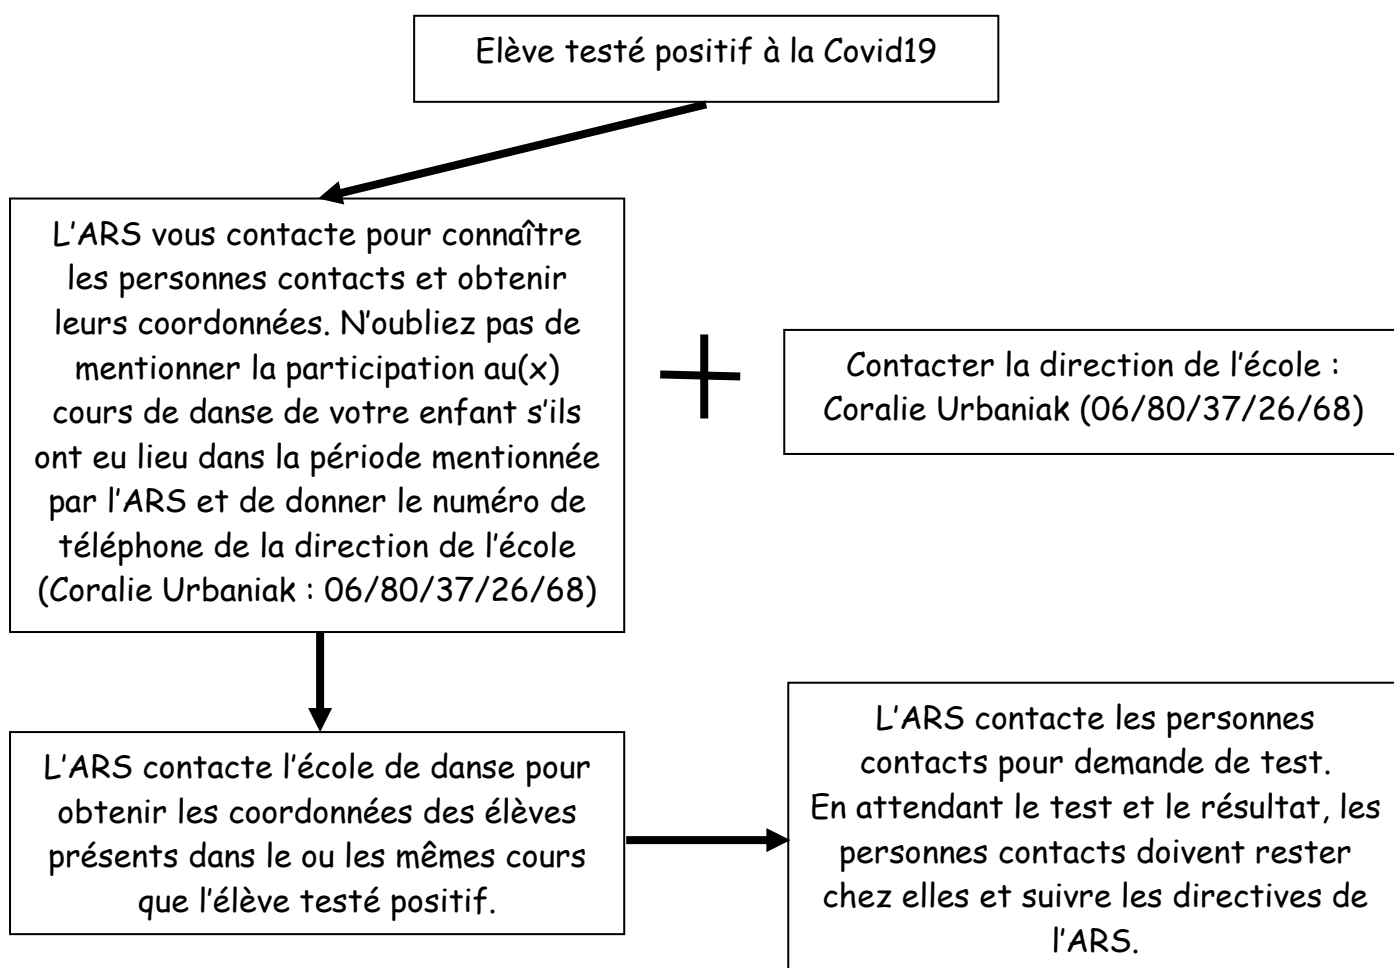 Elève testé positif à la Covid19
L'ARS vous contacte pour connaître
les personnes contacts et obtenir
leurs coordonnées. N'oubliez pas de
mentionner la participation au(x)
cours de danse de votre enfant s'ils
ont eu lieu dans la période mentionnée
par l'ARS et de donner le numéro de
téléphone de la direction de l'école
(Coralie Urbaniak : 06/80/37/26/68)
Contacter la direction de l'école :
Coralie Urbaniak (06/80/37/26/68)
L'ARS contacte l'école de danse pour
obtenir les coordonnées des élèves
présents dans le ou les mêmes cours
que l'élève testé positif.
L'ARS contacte les personnes
contacts pour demande de test.
En attendant le test et le résultat, les
personnes contacts doivent rester
chez elles et suivre les directives de
l'ARS.